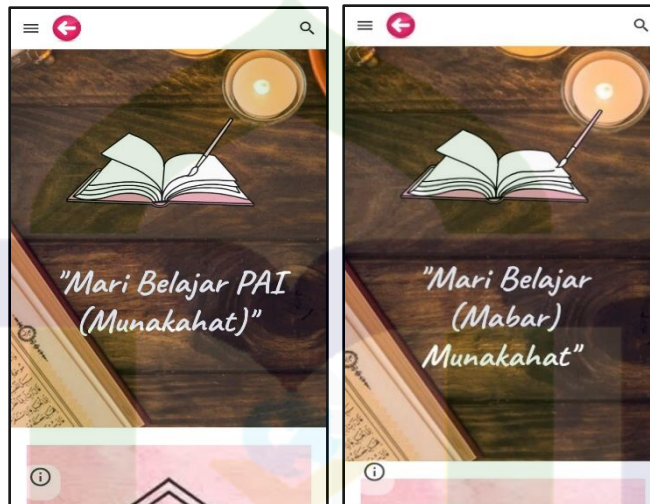 "Mari Belajar PAI
(Munakahat)"
"Mari Belajar
(Mabar)
Munakahat"